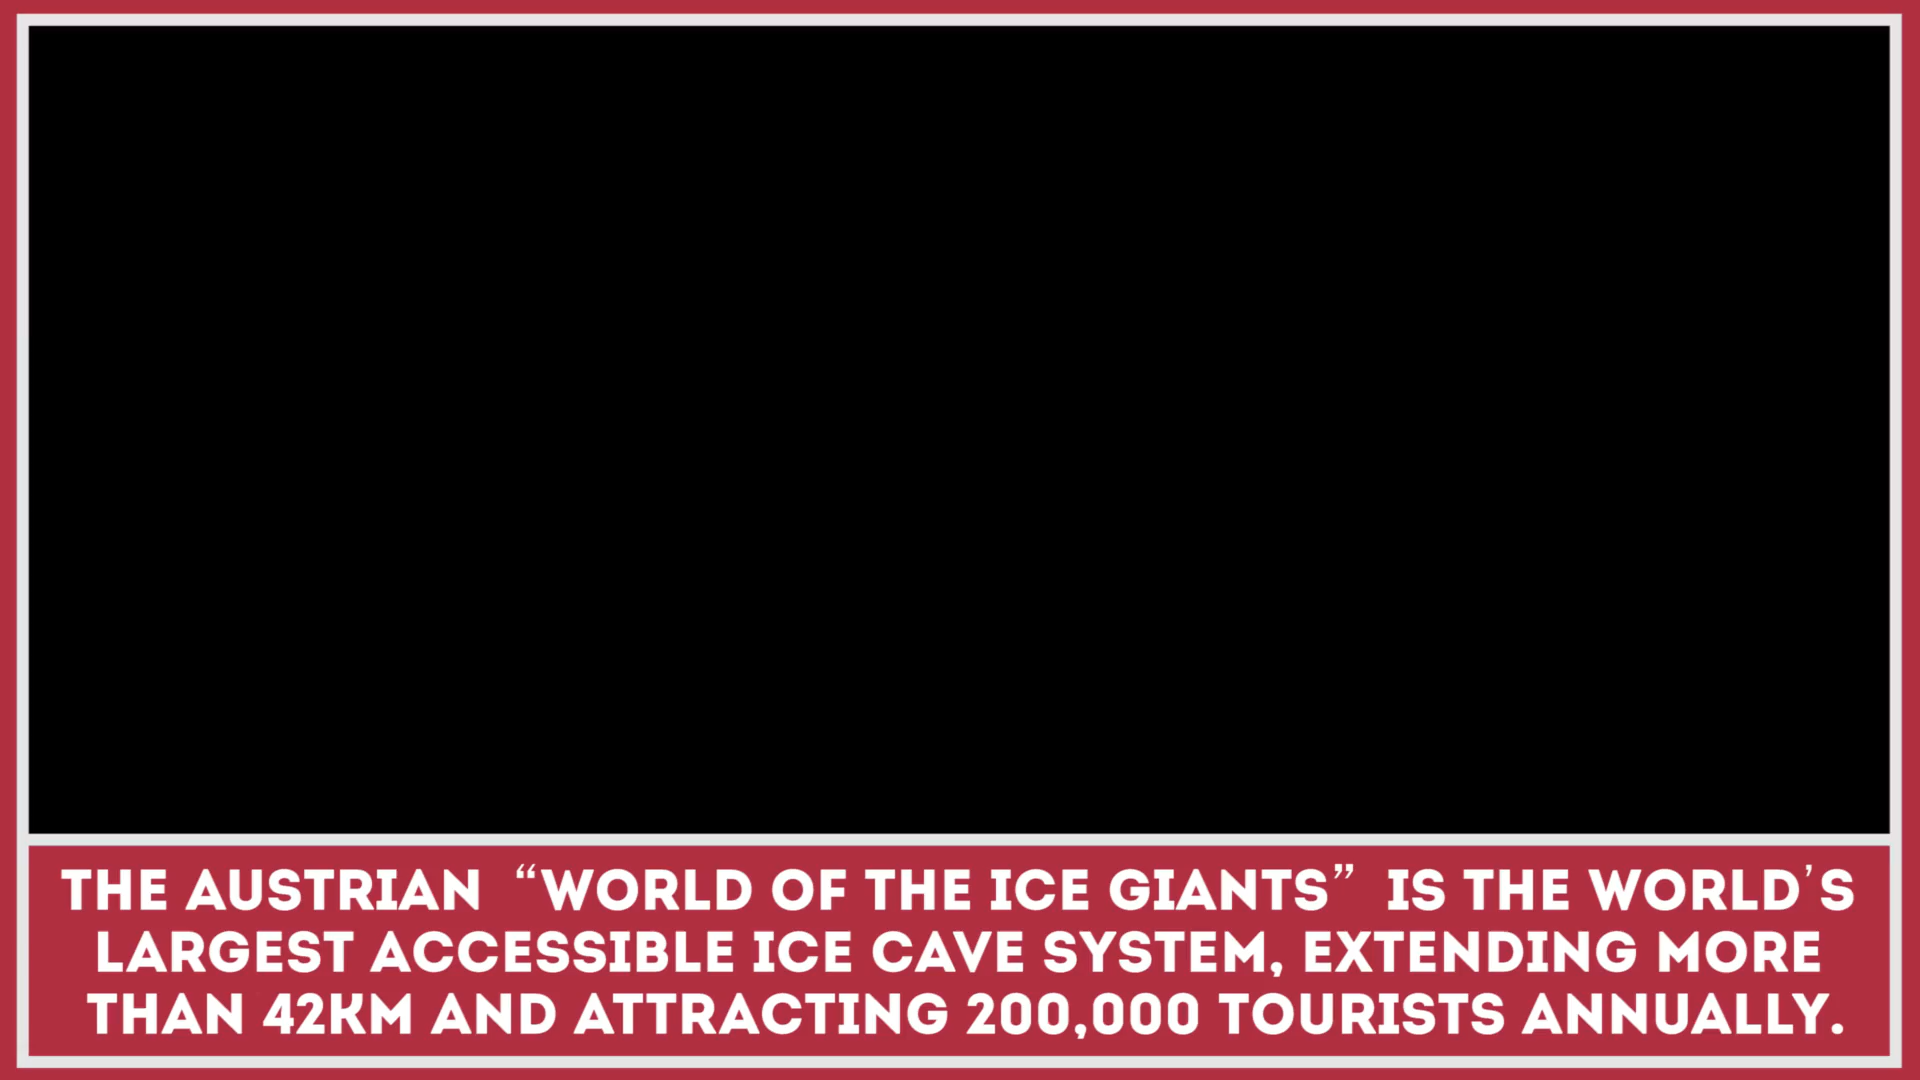 THE AUSTRIAN “WORLD OF THE ICE GIANTS” IS THE WORLD'S
LARGEST ACCESSIBLE ICE CAVE SYSTEM, EXTENDING MORE
THAN 42KM AND ATTRACTING 200,000 TOURISTS ANNUALLY.